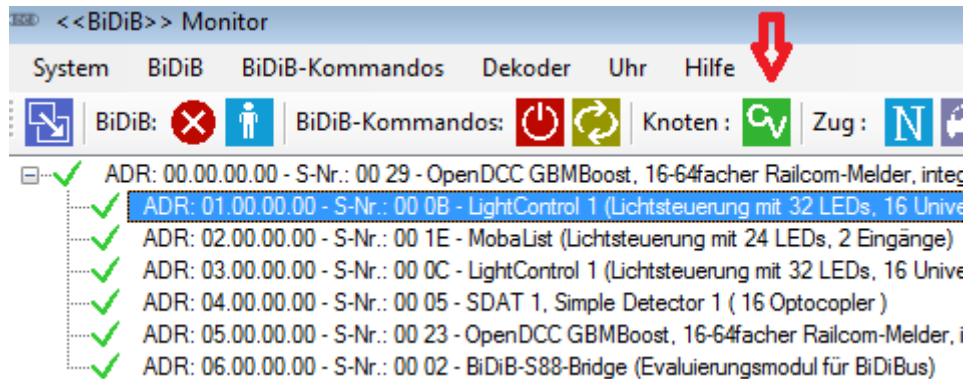 <<BiDiB>> Monitor
System BiDiB BiDiB-Kommandos Dekoder Uhr Hilfe
BiDiB: BiDiB-Kommandos: Knoten : CV Zug : N
ADR: 00.00.00.00 - S-Nr.: 00 29 - OpenDCC GBMBoost, 16-64facher Railcom-Melder, integ
ADR: 01.00.00.00 - S-Nr.: 00 0B - LightControl 1 (Lichtsteuerung mit 32 LEDs, 16 Unive
ADR: 02.00.00.00 - S-Nr.: 00 1E - MobaList (Lichtsteuerung mit 24 LEDs, 2 Eingänge)
ADR: 03.00.00.00 - S-Nr.: 00 0C - LightControl 1 (Lichtsteuerung mit 32 LEDs, 16 Unive
ADR: 04.00.00.00 - S-Nr.: 00 05 - SDAT 1, Simple Detector 1 ( 16 Optocopler )
ADR: 05.00.00.00 - S-Nr.: 00 23 - OpenDCC GBMBoost, 16-64facher Railcom-Melder, i
ADR: 06.00.00.00 - S-Nr.: 00 02 - BiDiB-S88-Bridge (Evaluierungsmodul für BiDiBus)